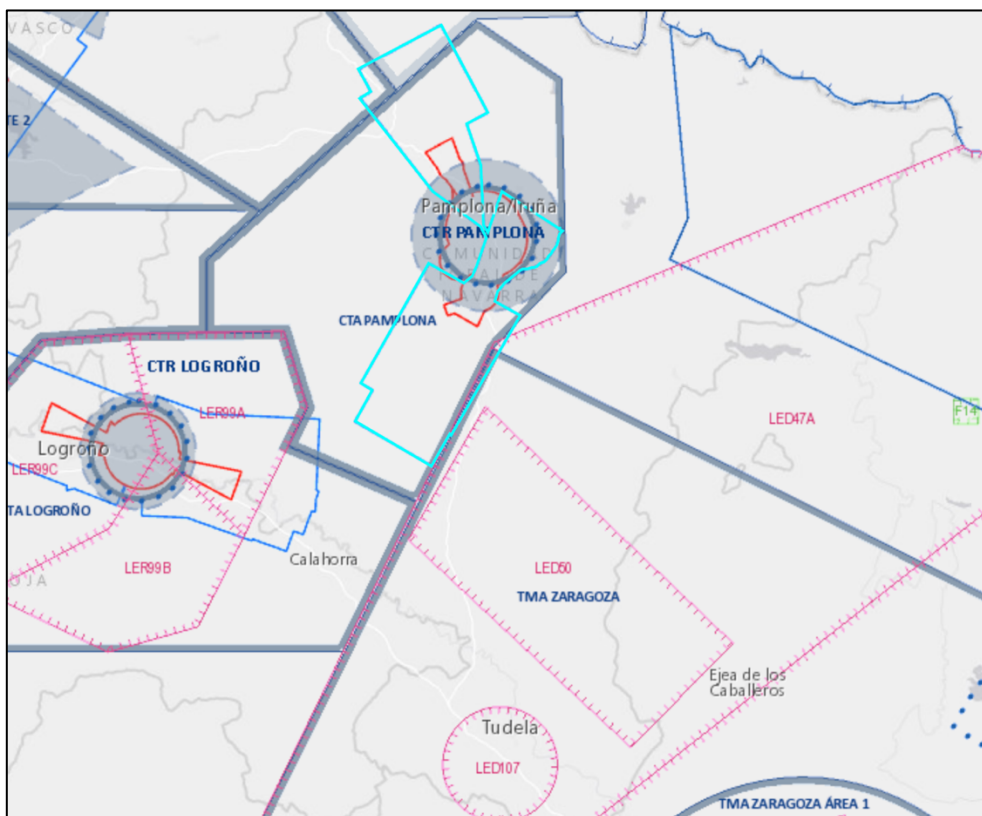 VASCO
TE 2
Pamplona/Iruña
CTR PAMPLONA
COMUNIDAD
FORAL DE
NAVARRA
CTA PAMPLONA
CTR LOGROÑO
LER99A
LED47A
F14
Logroño
LER99C
TA LOGROÑO
Calahorra
LER99B
OJA
LED50
TMA ZARAGOZA
Ejea de los
Caballeros
Tudela
LED107
TMA ZARAGOZA ÁREA 1